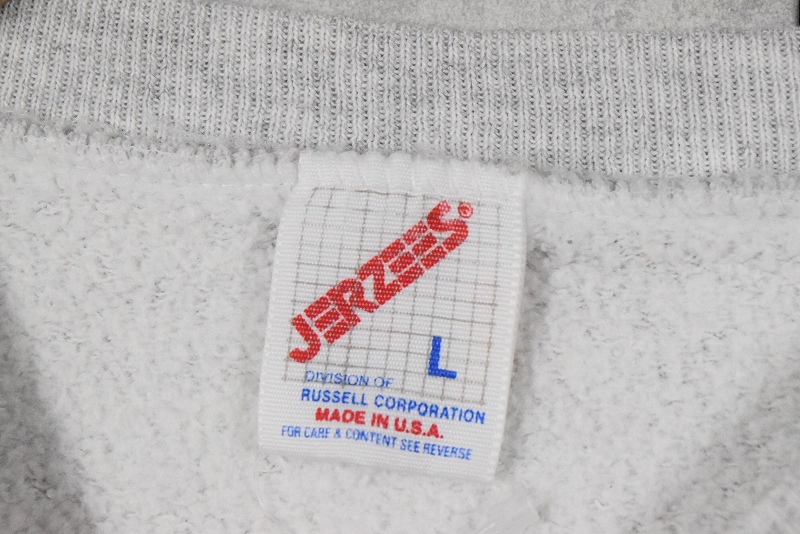 JERZEES®
L
DIVISION OF
RUSSELL CORPORATION
MADE IN U.S.A.
FOR CARE & CONTENT SEE REVERSE